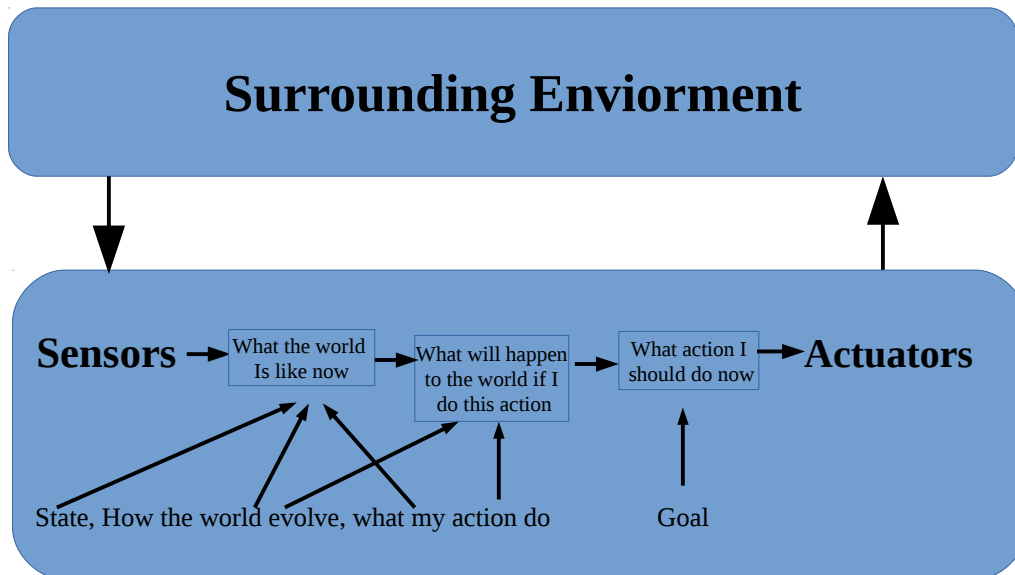 Surrounding Enviorment
Sensors
What the world
Is like now
What will happen
to the world if I
do this action
What action I
should do now
Actuators
State, How the world evolve, what my action do
Goal